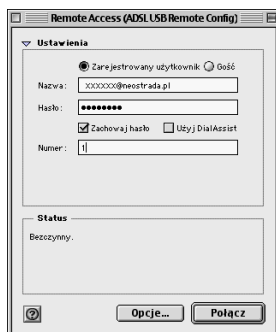 Remote Access (ADSL USB Remote Config)
Ustawienia
Zarejestrowany użytkownik Gość
Nazwa: xxxxxx@neostrada.pl
Hasło: ●●●●●●●●
Zachowaj hasło Użyj DialAssist
Numer: 1
Status
Bezczynny.
? Opcje... Połącz